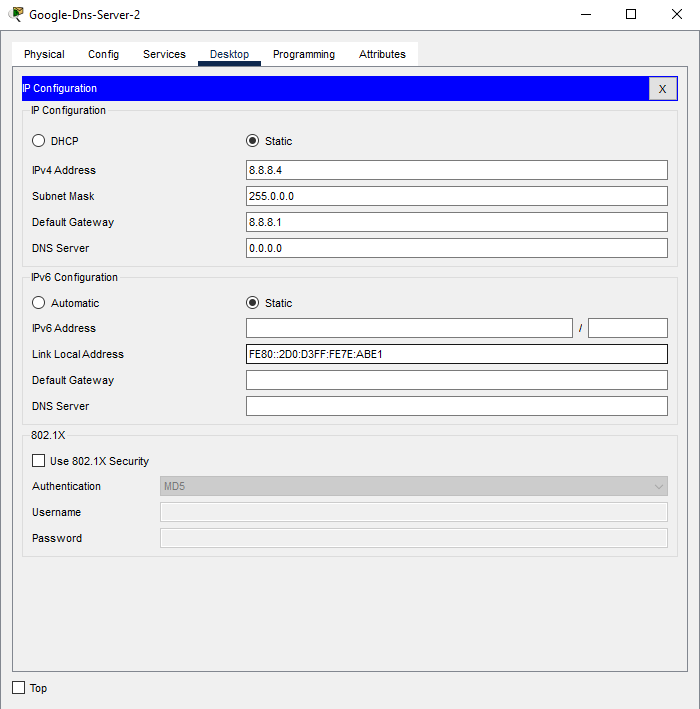 Google-Dns-Server-2
Physical Config Services Desktop Programming Attributes
IP Configuration X
IP Configuration
DHCP Static
IPv4 Address 8.8.8.4
Subnet Mask 255.0.0.0
Default Gateway 8.8.8.1
DNS Server 0.0.0.0
IPv6 Configuration
Automatic Static
IPv6 Address /
Link Local Address FE80::2D0:D3FF:FE7E:ABE1
Default Gateway
DNS Server
802.1X
Use 802.1X Security
Authentication MD5
Username
Password
Top